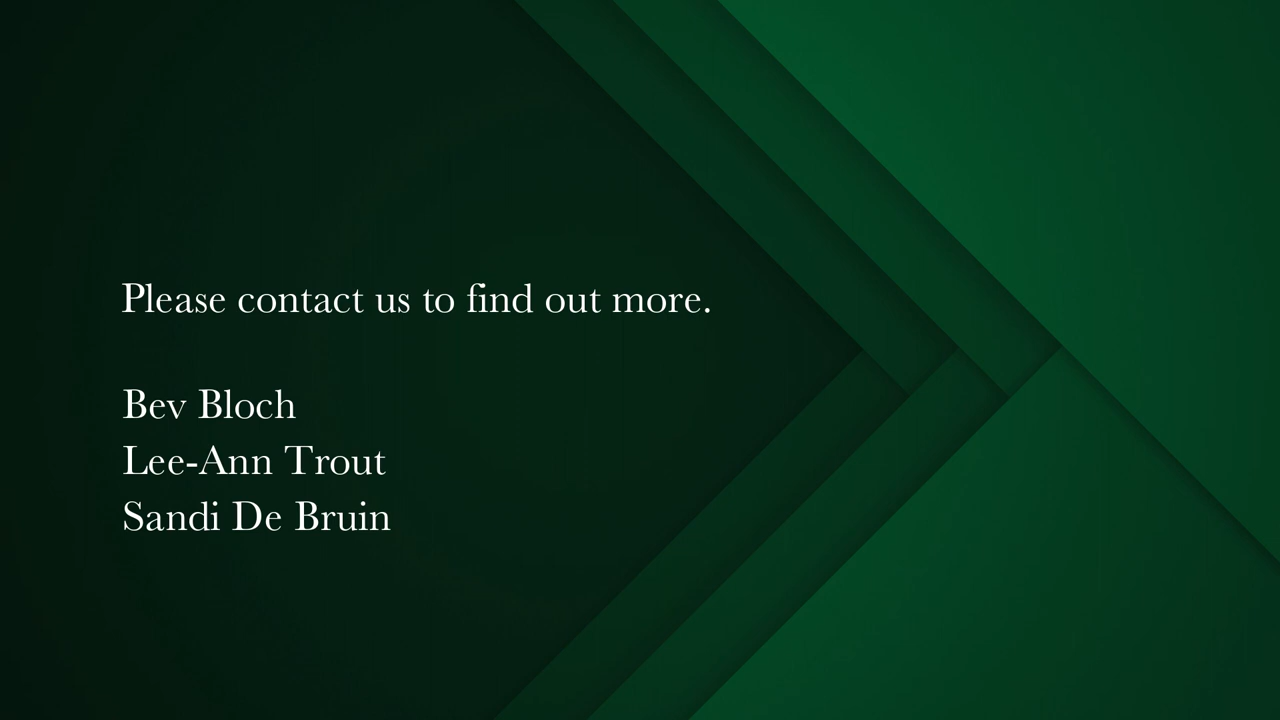 Please contact us to find out more.
Bev Bloch
Lee-Ann Trout
Sandi De Bruin